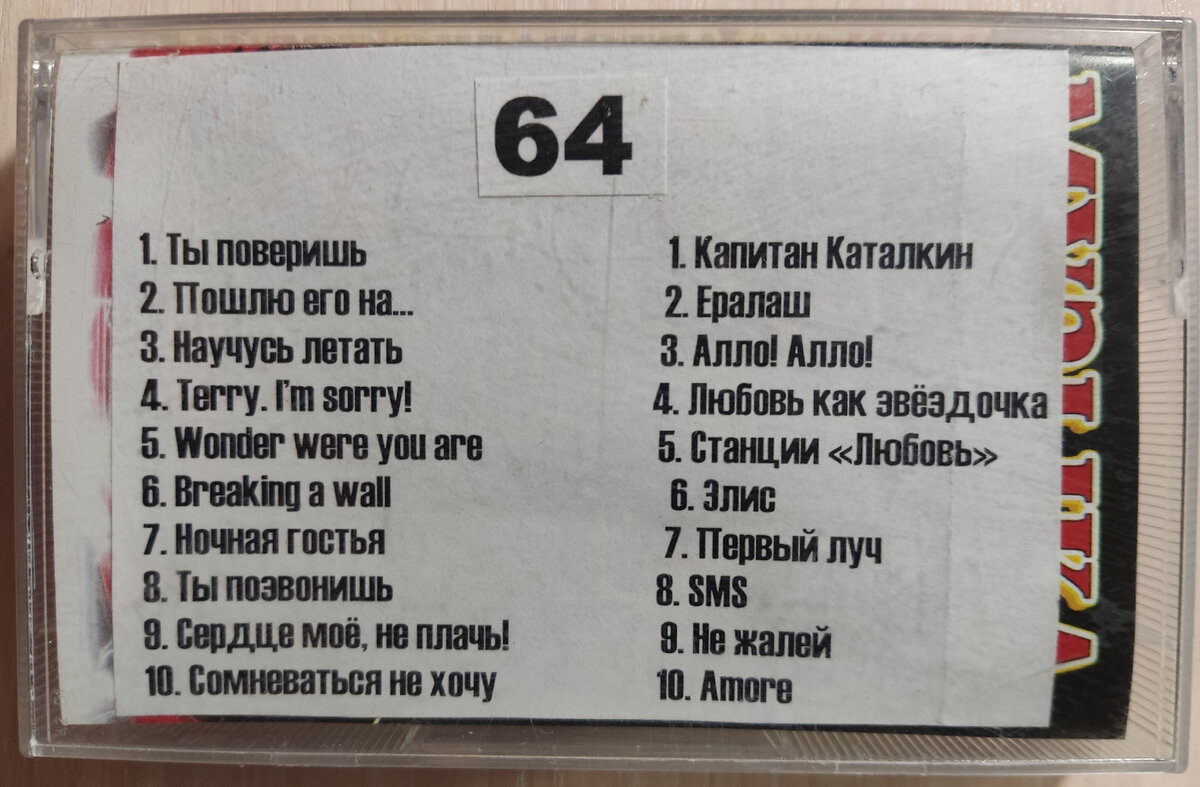 64
1. Ты поверишь
2. Пошлю его на...
3. Научусь летать
4. Terry. I'm sorry!
5. Wonder were you are
6. Breaking a wall
7. Ночная гостья
8. Ты позвонишь
9. Сердце моё, не плачь!
10. Сомневаться не хочу
1. Капитан Каталкин
2. Ералаш
3. Алло! Алло!
4. Любовь как звёздочка
5. Станции «Любовь»
6. Элис
7. Первый луч
8. SMS
9. Не жалей
10. Amore